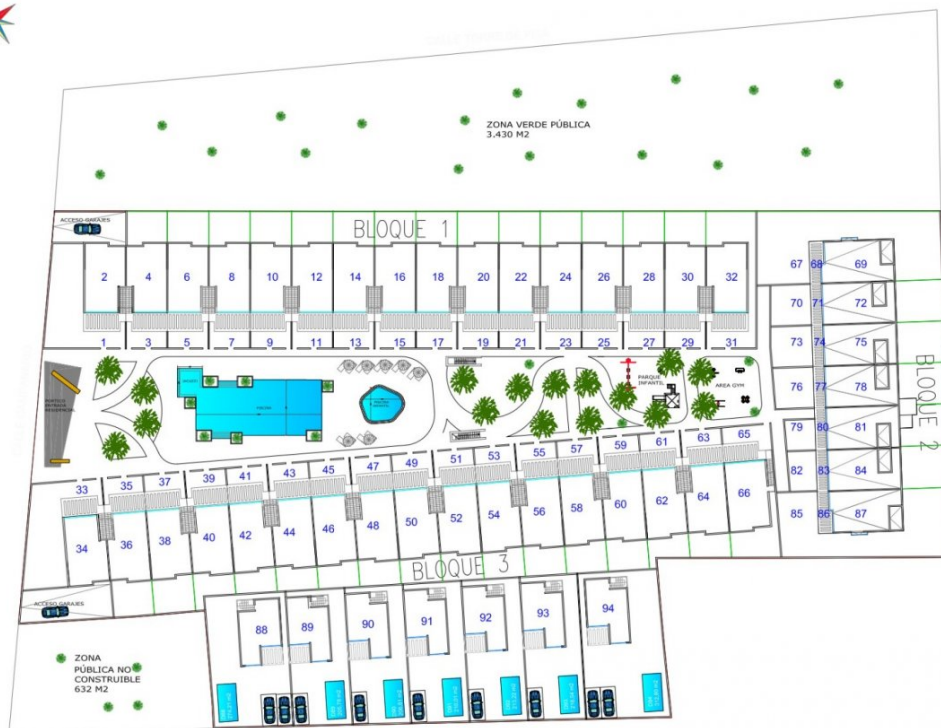 ZONA VERDE PÚBLICA
3.430 M2
ACCESO GARAJES
BLOQUE 1
2 4 6 8 10 12 14 16 18 20 22 24 26 28 30 32
1 3 5 7 9 11 13 15 17 19 21 23 25 27 29 31
67 68 69
70 71 72
73 74 75
76 77 78
79 80 81
82 83 84
85 86 87
BLOQUE 2
PARQUE
INFANTIL
AREA GYM
PISCINA
33 35 37 39 41 43 45 47 49 51 53 55 57 59 61 63 65
34 36 38 40 42 44 46 48 50 52 54 56 58 60 62 64 66
BLOQUE 3
ACCESO GARAJES
88 89 90 91 92 93 94
ZONA
PÚBLICA NO
CONSTRUIBLE
632 M2